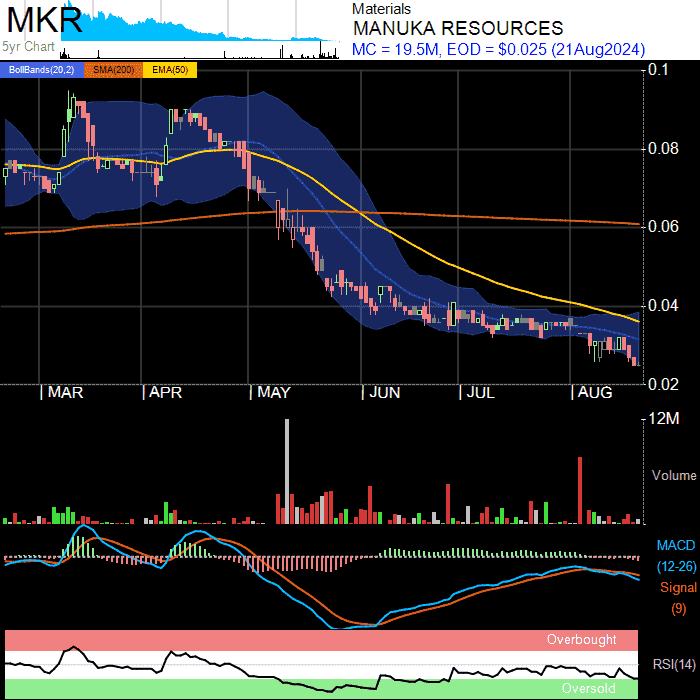 MKR
5yr Chart
Materials
MANUKA RESOURCES
MC = 19.5M, EOD = $0.025 (21Aug2024)
BollBands(20,2) SMA(200) EMA(50)
0.1
0.08
0.06
0.04
0.02
MAR APR MAY JUN JUL AUG
12M
Volume
MACD
(12-26)
Signal
(9)
Overbought
RSI(14)
Oversold